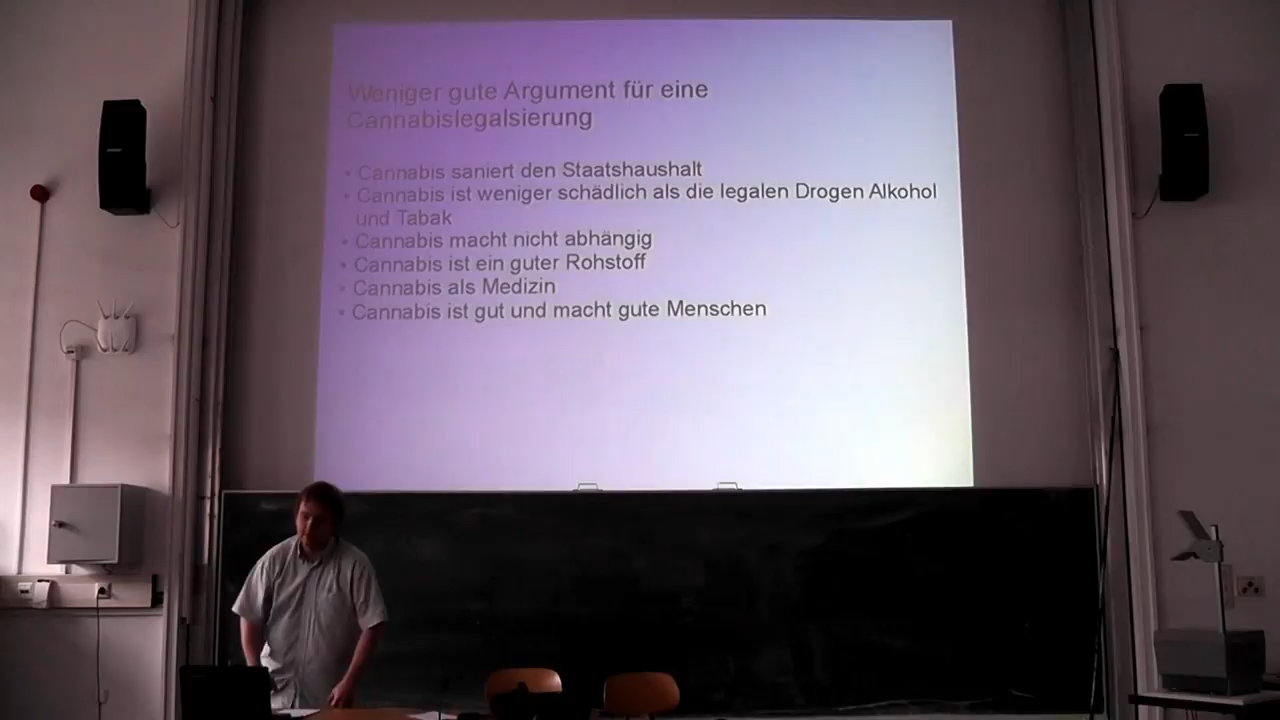 Weniger gute Argument für eine
Cannabislegalsierung
• Cannabis saniert den Staatshaushalt
• Cannabis ist weniger schädlich als die legalen Drogen Alkohol
und Tabak
• Cannabis macht nicht abhängig
• Cannabis ist ein guter Rohstoff
• Cannabis als Medizin
• Cannabis ist gut und macht gute Menschen